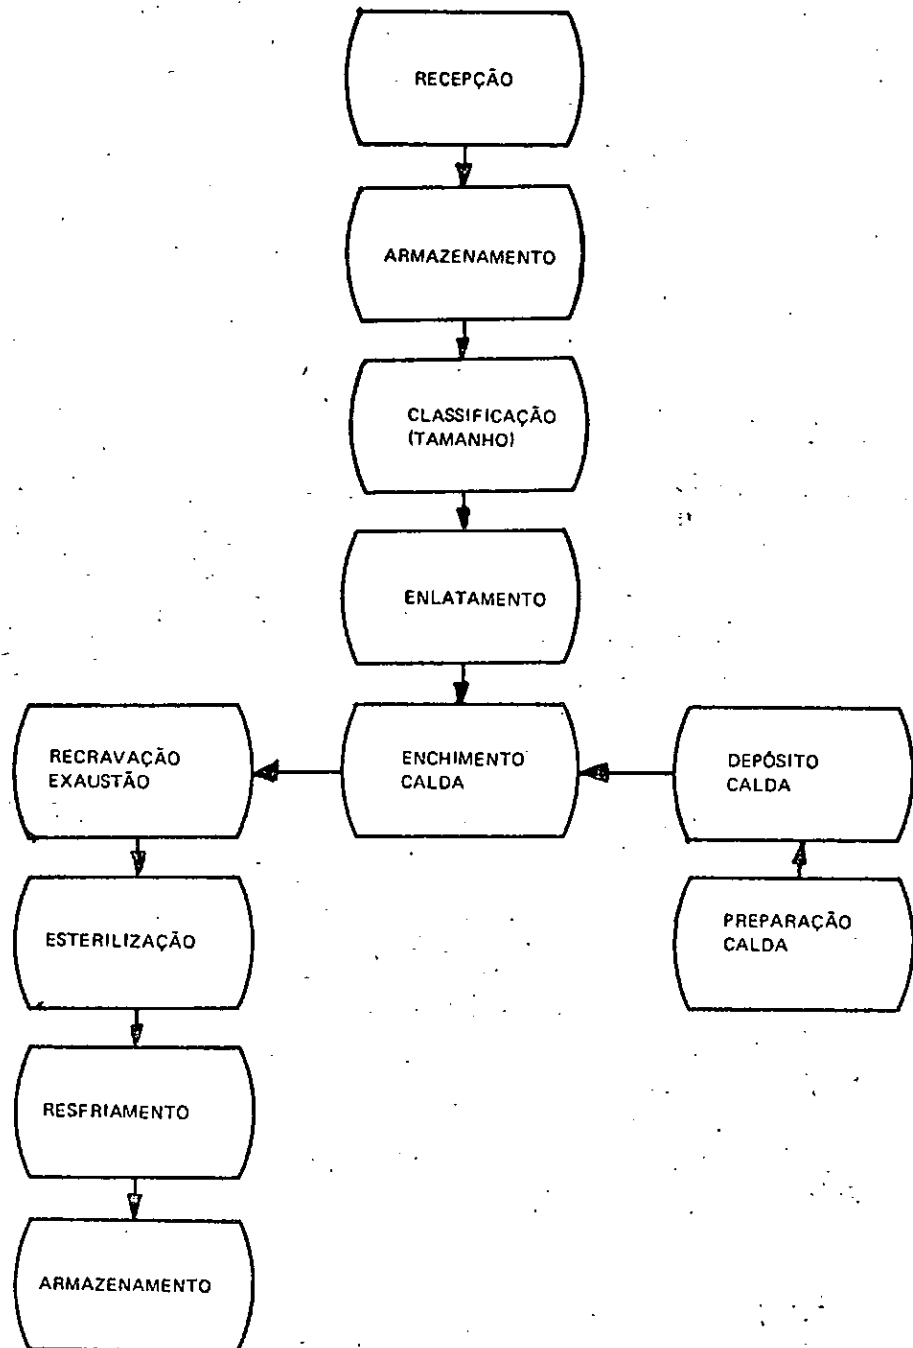 RECEPÇÃO
ARMAZENAMENTO
CLASSIFICAÇÃO
(TAMANHO)
ENLATAMENTO
RECRAVAÇÃO
EXAUSTÃO
ENCHIMENTO
CALDA
DEPÓSITO
CALDA
ESTERILIZAÇÃO
PREPARAÇÃO
CALDA
RESFRIAMENTO
ARMAZENAMENTO